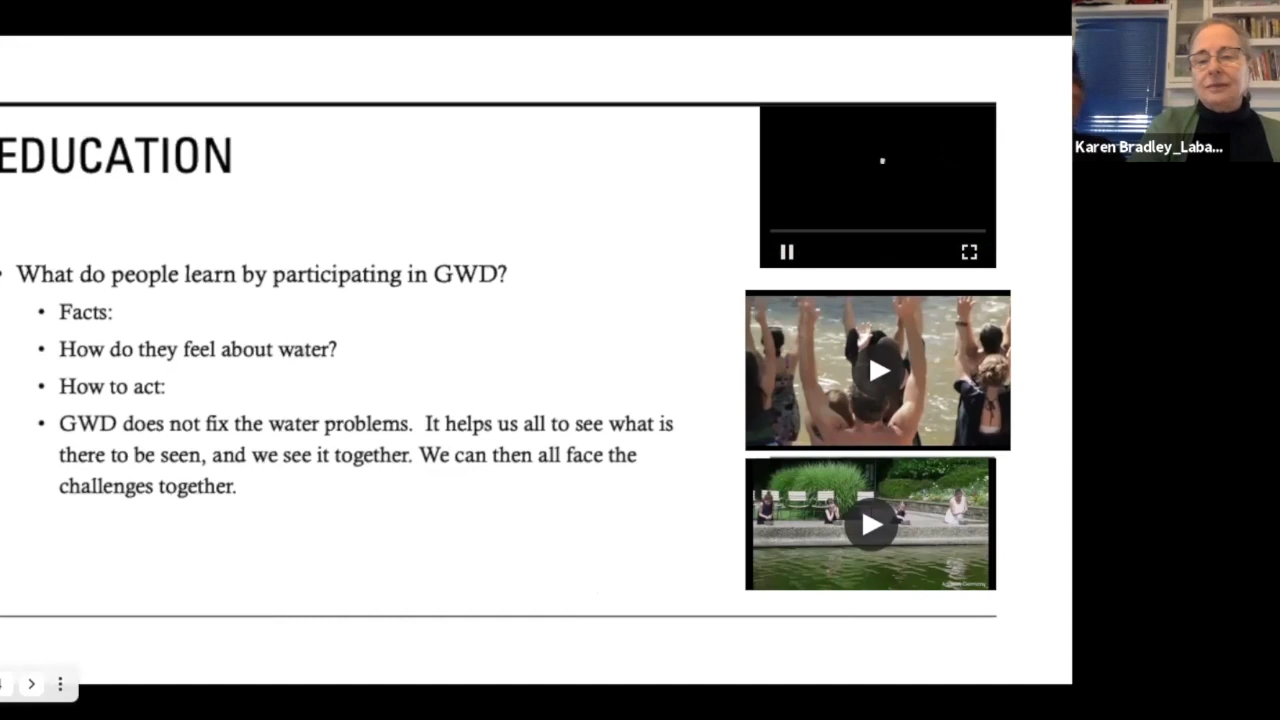 EDUCATION
What do people learn by participating in GWD?
• Facts:
• How do they feel about water?
• How to act:
• GWD does not fix the water problems. It helps us all to see what is
there to be seen, and we see it together. We can then all face the
challenges together.
Karen Bradley_Laba...